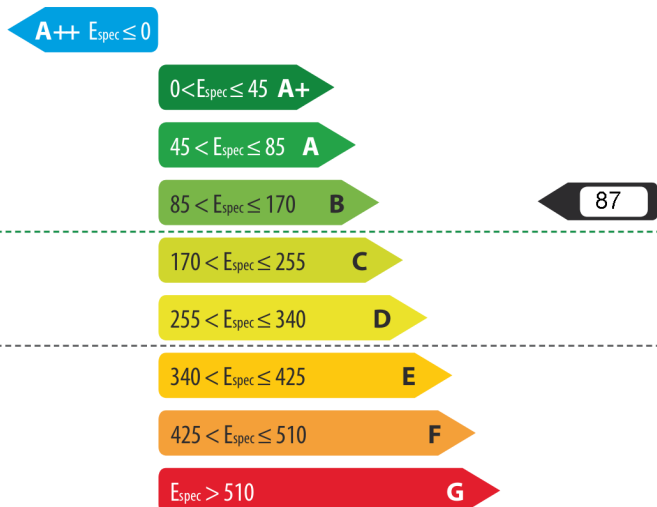 A++ Espec ≤ 0
0<Espec ≤ 45 A+
45 < Espec ≤ 85 A
85 < Espec ≤ 170 B
87
170 < Espec ≤ 255 C
255 < Espec ≤ 340 D
340 < Espec ≤ 425 E
425 < Espec ≤ 510 F
Espec > 510 G